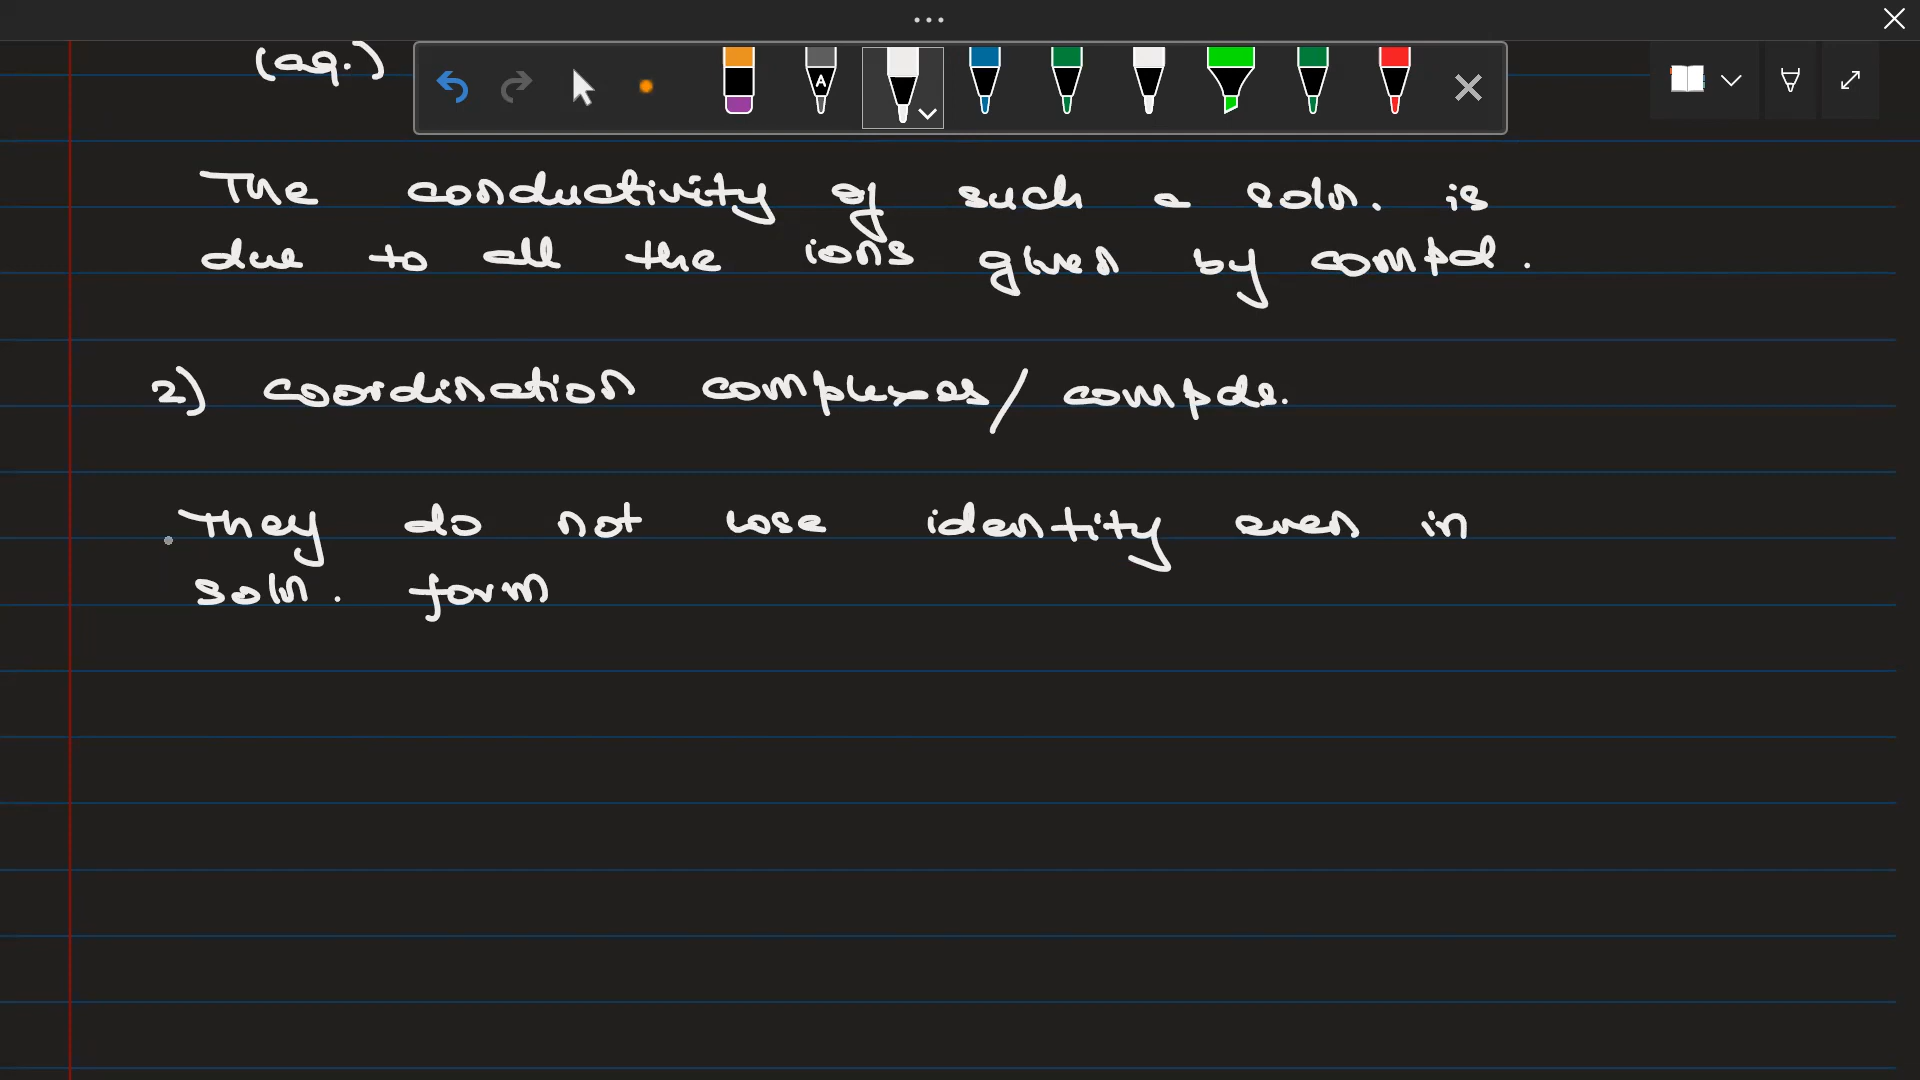 (aq.)
A
The conductivity of such a soln. is
due to all the ions given by compd.
2) coordination complexes/compds.
They do not lose identity even in
soln. form